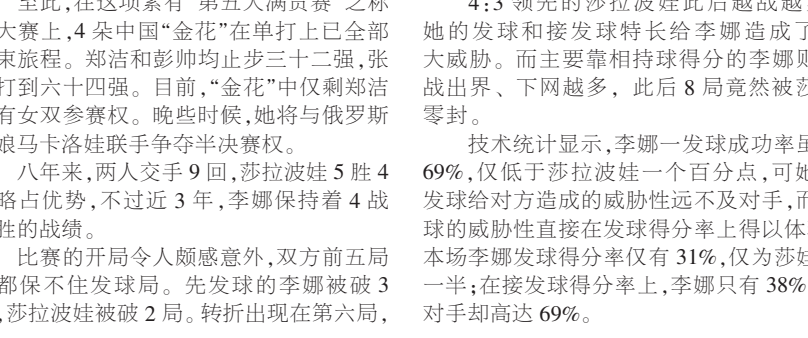 至此,在这项素有“第五大满贯赛”之称
大赛上,4 朵中国“金花”在单打上已全部
束旅程。郑洁和彭帅均止步三十二强,张
打到六十四强。目前,“金花”中仅剩郑洁
有女双参赛权。晚些时候,她将与俄罗斯
娘马卡洛娃联手争夺半决赛权。
八年来,两人交手 9 回,莎拉波娃 5 胜 4
略占优势,不过近 3 年,李娜保持着 4 战
胜的战绩。
比赛的开局令人颇感意外,双方前五局
都保不住发球局。先发球的李娜被破 3
,莎拉波娃被破 2 局。转折出现在第六局,
4:3 领先的莎拉波娃此后越战越
她的发球和接发球特长给李娜造成了
大威胁。而主要靠相持球得分的李娜则
战出界、下网越多，此后 8 局竟然被莎
零封。
技术统计显示,李娜一发球成功率虽
69%,仅低于莎拉波娃一个百分点,可她
发球给对方造成的威胁性远不及对手,而
球的威胁性直接在发球得分率上得以体
本场李娜发球得分率仅有 31%,仅为莎娃
一半;在接发球得分率上,李娜只有 38%
对手却高达 69%。